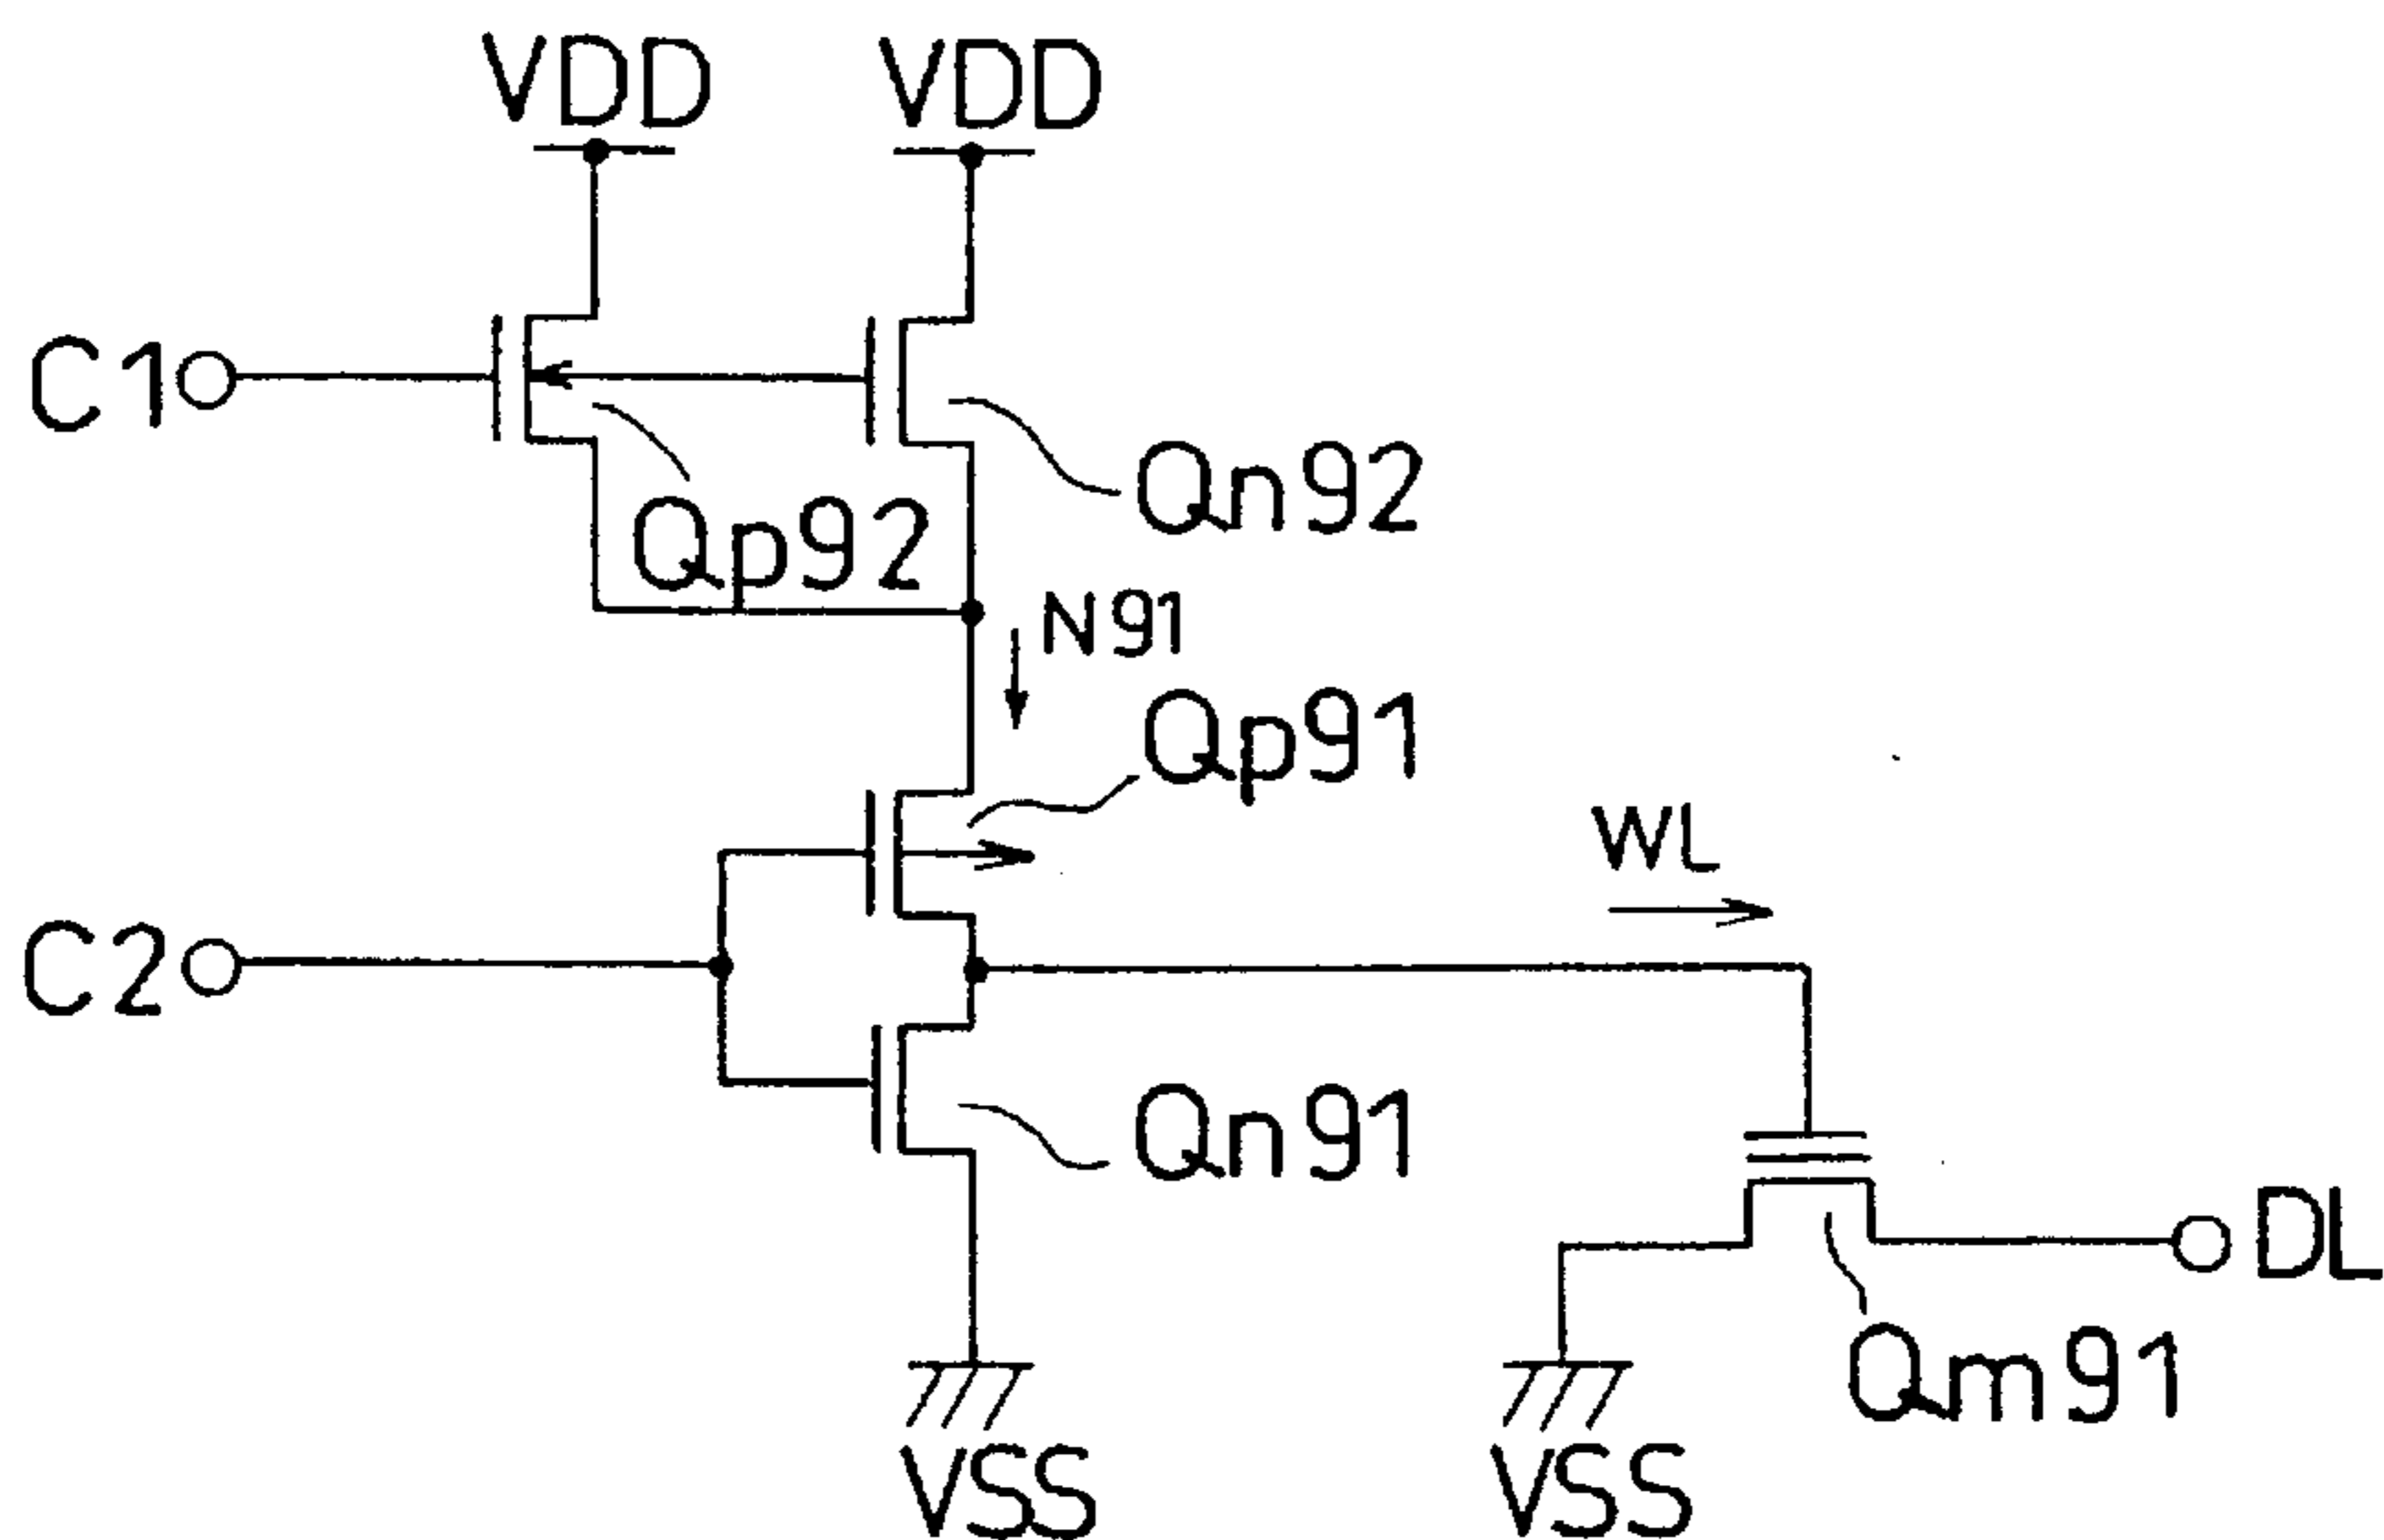 VDD VDD
C1
Qn92
Qp92
N91
Qp91
WL
C2
Qn91
DL
Qm91
VSS VSS